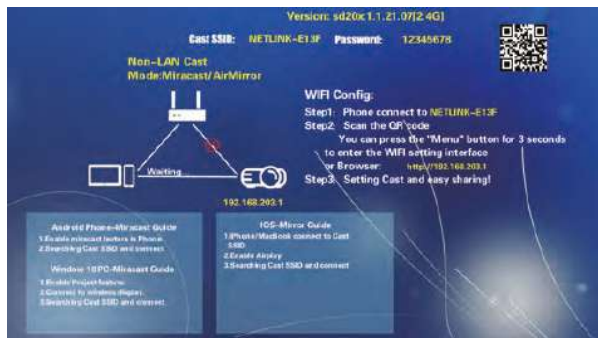 Version: sd20x1.1.21.07[2.4G]
Cast SSID: NETLINK-E13F Password: 12345678
Non-LAN Cast
Mode:Miracast/AirMirror
Waiting...
192.168.203.1
WIFI Config:
Step1: Phone connect to NETLINK-E13F
Step2: Scan the QR code
You can press the "Menu" button for 3 seconds
to enter the WIFI setting interface
or Browser: http://192.168.203.1
Step3: Setting Cast and easy sharing!
Android Phone-Miracast Guide
1.Enable miracast feature in Phone.
2.Searching Cast SSID and connect
Window 10 PC-Miracast Guide
1.Enable Project feature.
2.Connect to wireless display.
3.Searching Cast SSID and connect
IOS-Mirror Guide
1.iPhone/Macbook connect to Cast
SSID
2.Enable Airplay
3.Searching Cast SSID and connect